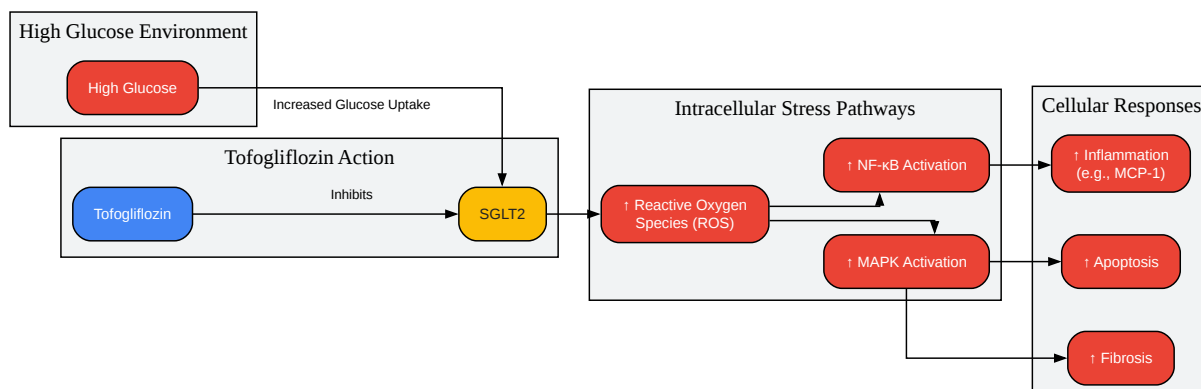 High Glucose Environment
High Glucose
Increased Glucose Uptake
Tofogliflozin Action
Tofogliflozin
Inhibits
SGLT2
Intracellular Stress Pathways
↑ Reactive Oxygen
Species (ROS)
↑ NF-κB Activation
↑ MAPK Activation
Cellular Responses
↑ Inflammation
(e.g., MCP-1)
↑ Apoptosis
↑ Fibrosis